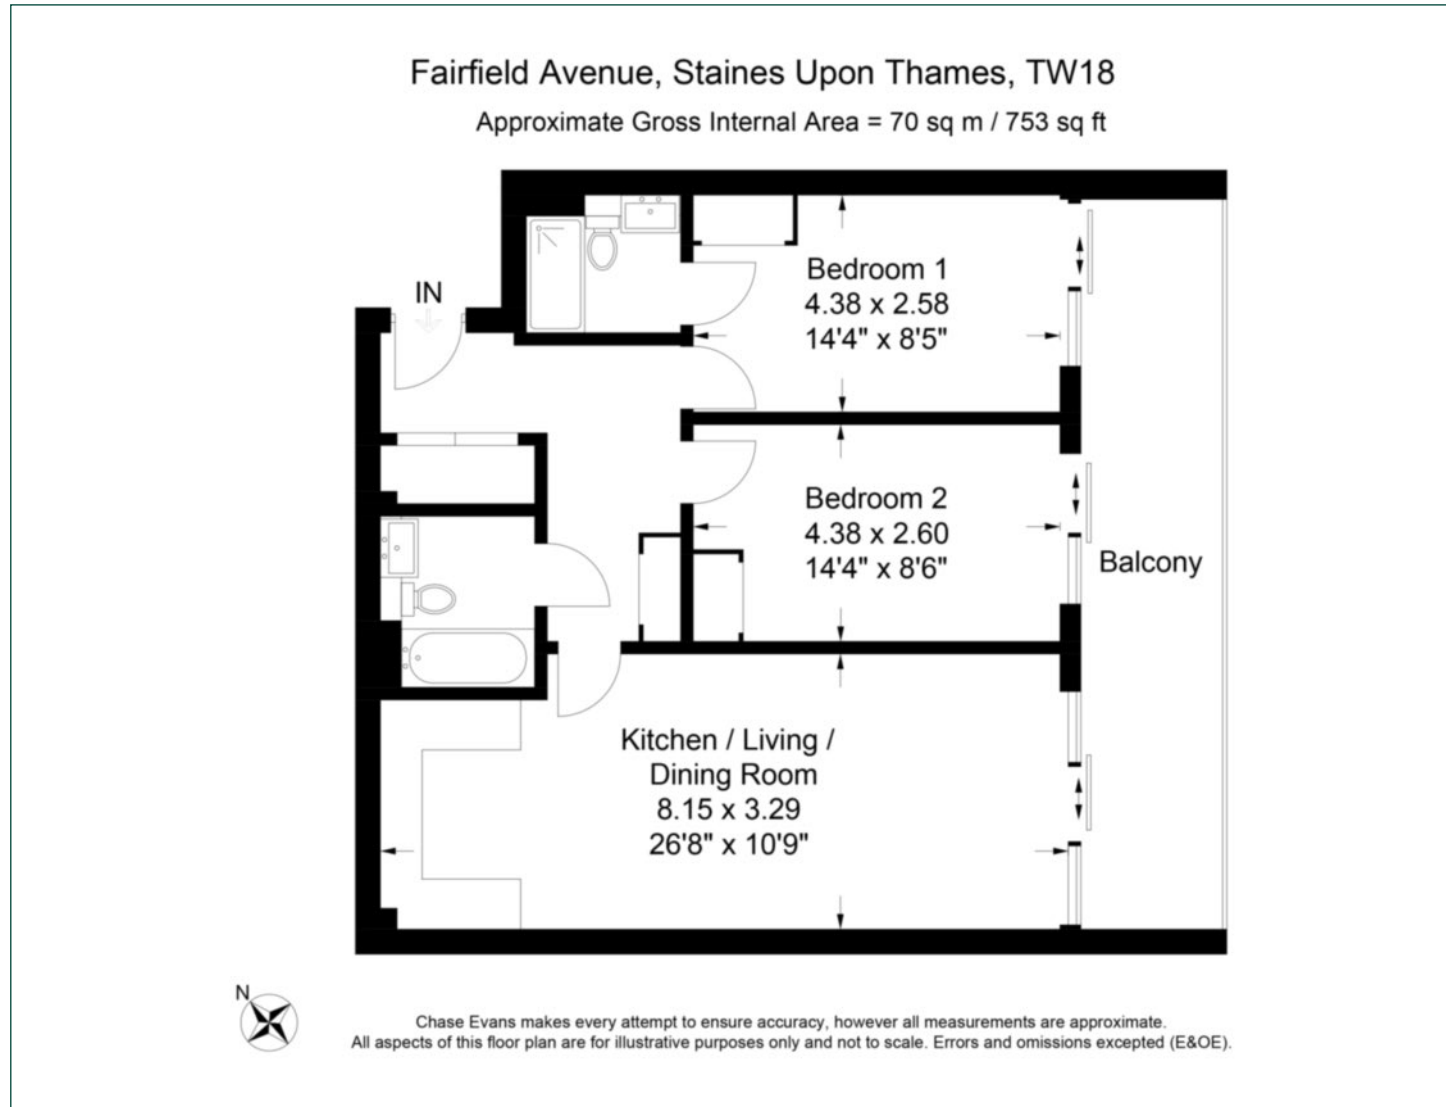 Fairfield Avenue, Staines Upon Thames, TW18
Approximate Gross Internal Area = 70 sq m / 753 sq ft
IN
Bedroom 1
4.38 x 2.58
14'4" x 8'5"
Bedroom 2
4.38 x 2.60
14'4" x 8'6"
Balcony
Kitchen / Living /
Dining Room
8.15 x 3.29
26'8" x 10'9"
N
Chase Evans makes every attempt to ensure accuracy, however all measurements are approximate.
All aspects of this floor plan are for illustrative purposes only and not to scale. Errors and omissions excepted (E&OE).